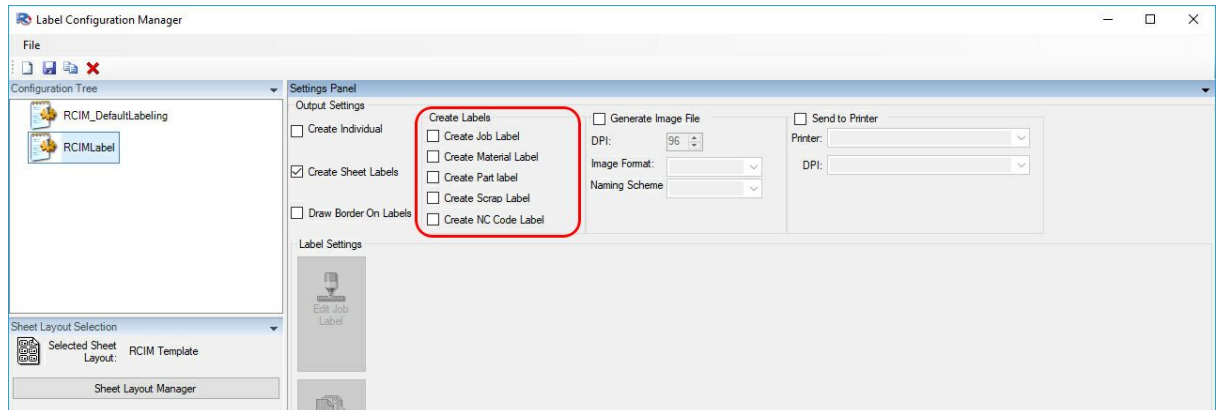 Label Configuration Manager
File
Configuration Tree
RCIM_DefaultLabeling
RCIMLabel
Sheet Layout Selection
Selected Sheet
Layout:
RCIM Template
Sheet Layout Manager
Settings Panel
Output Settings
Create Individual
Create Sheet Labels
Draw Border On Labels
Create Labels
Create Job Label
Create Material Label
Create Part label
Create Scrap Label
Create NC Code Label
Generate Image File
DPI: 96
Image Format:
Naming Scheme
Send to Printer
Printer:
DPI:
Label Settings
Edit Job
Label